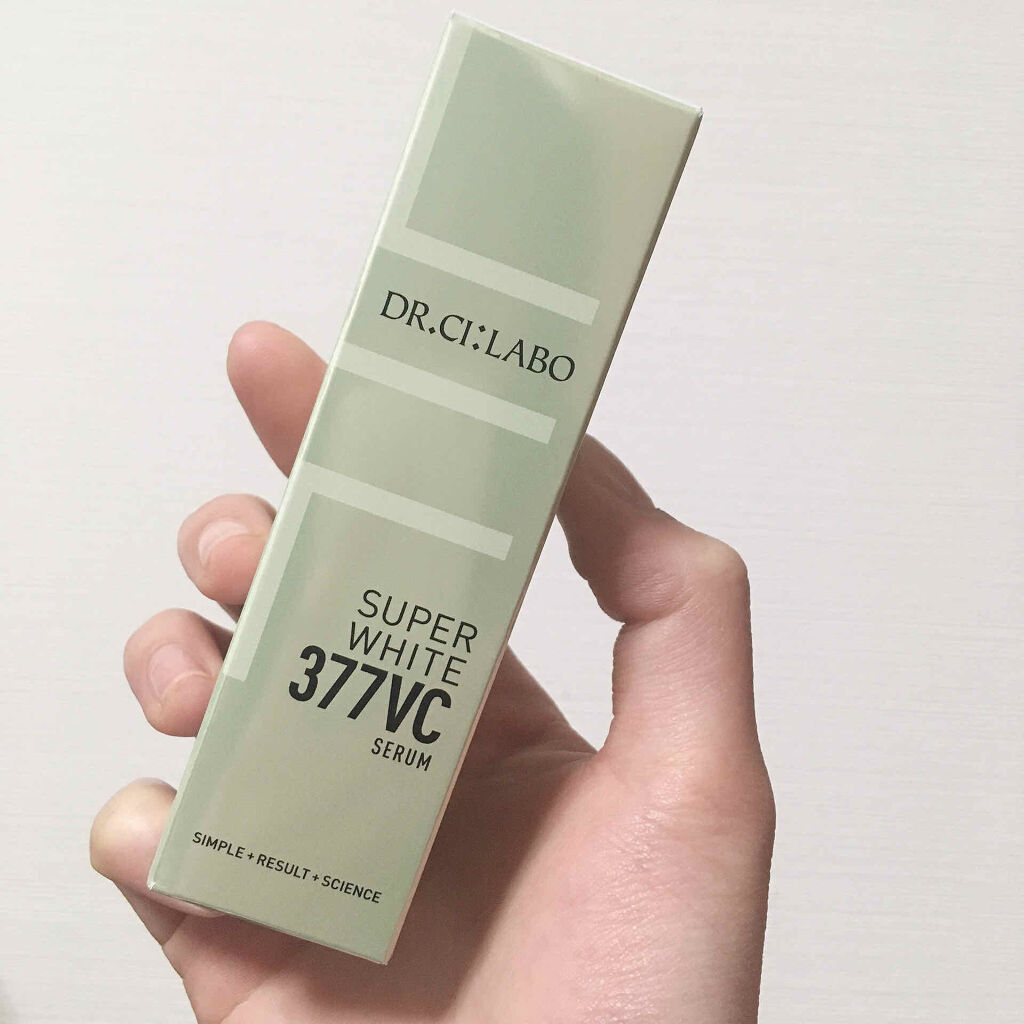 DR.CI:LABO
SUPER
WHITE
377VC
SERUM
SIMPLE + RESULT + SCIENCE